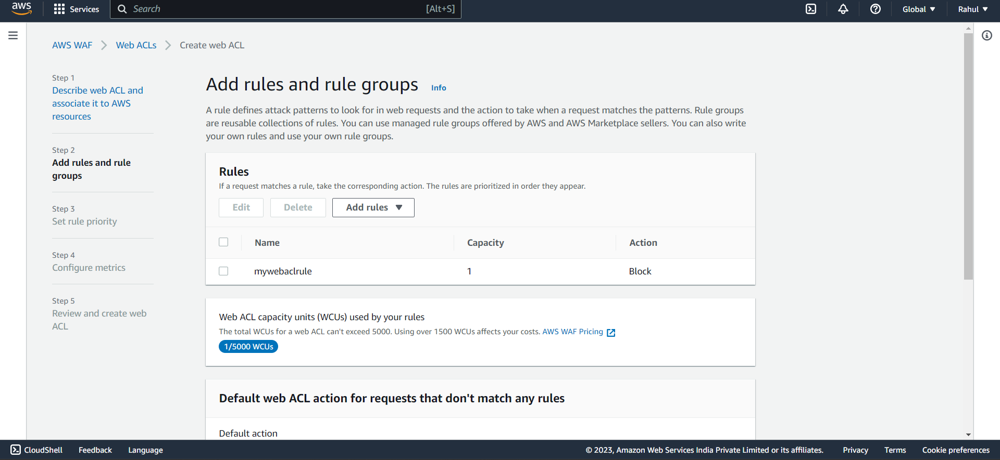 aws
Services
Search
[Alt+S]
Global
Rahul
AWS WAF
Web ACLs
Create web ACL
Step 1
Describe web ACL and
associate it to AWS
resources
Step 2
Add rules and rule
groups
Step 3
Set rule priority
Step 4
Configure metrics
Step 5
Review and create web
ACL
Add rules and rule groups Info
A rule defines attack patterns to look for in web requests and the action to take when a request matches the patterns. Rule groups
are reusable collections of rules. You can use managed rule groups offered by AWS and AWS Marketplace sellers. You can also write
your own rules and use your own rule groups.
Rules
If a request matches a rule, take the corresponding action. The rules are prioritized in order they appear.
Edit
Delete
Add rules
Name Capacity Action
mywebaclrule 1 Block
Web ACL capacity units (WCUs) used by your rules
The total WCUs for a web ACL can't exceed 5000. Using over 1500 WCUs affects your costs. AWS WAF Pricing
1/5000 WCUs
Default web ACL action for requests that don't match any rules
Default action
CloudShell
Feedback
Language
© 2023, Amazon Web Services India Private Limited or its affiliates.
Privacy
Terms
Cookie preferences